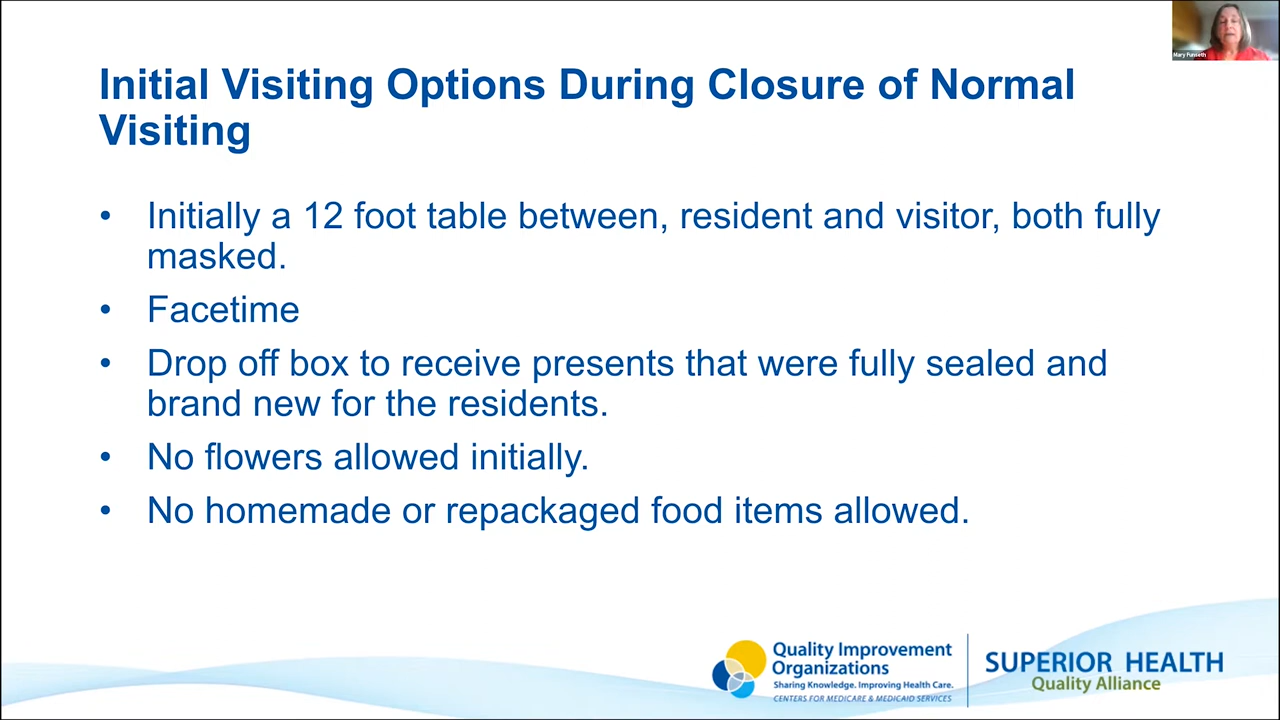 Mary Funseth
Initial Visiting Options During Closure of Normal
Visiting
• Initially a 12 foot table between, resident and visitor, both fully
masked.
• Facetime
• Drop off box to receive presents that were fully sealed and
brand new for the residents.
• No flowers allowed initially.
• No homemade or repackaged food items allowed.
Quality Improvement
Organizations
Sharing Knowledge. Improving Health Care.
CENTERS FOR MEDICARE & MEDICAID SERVICES
SUPERIOR HEALTH
Quality Alliance